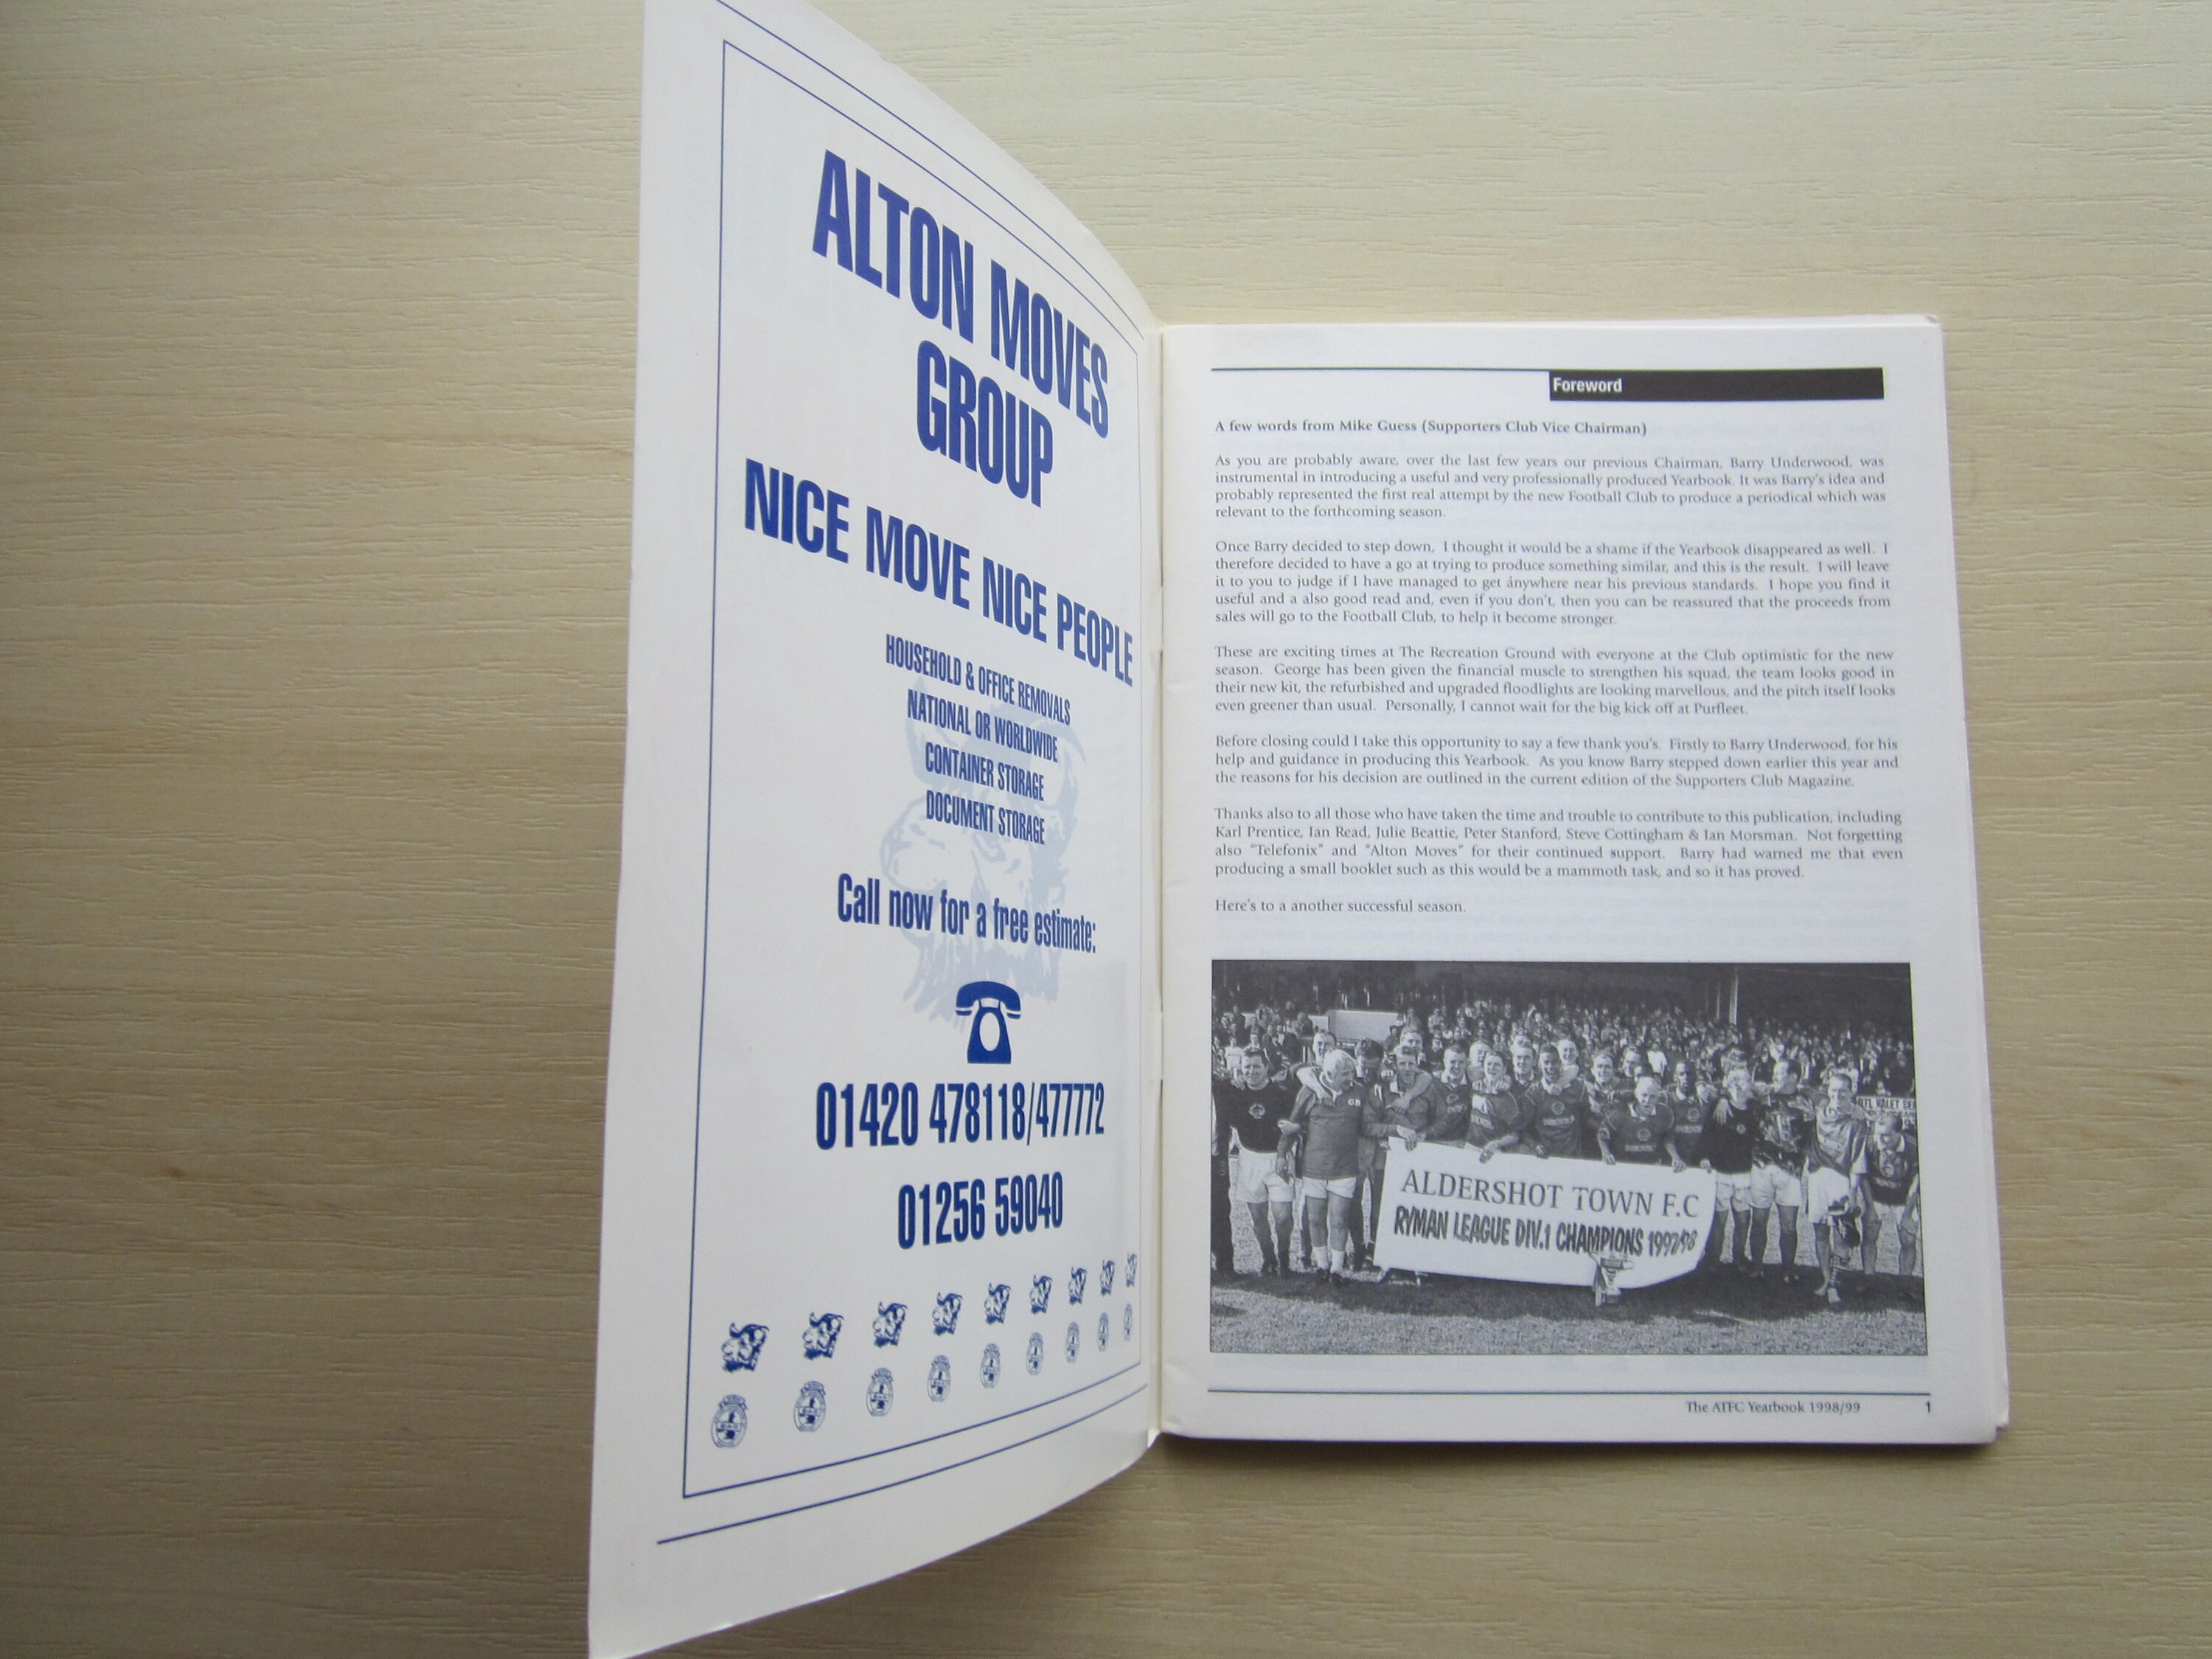 ALTON MOVES
GROUP
NICE MOVE NICE PEOPLE
HOUSEHOLD & OFFICE REMOVALS
NATIONAL OR WORLDWIDE
CONTAINER STORAGE
DOCUMENT STORAGE
Call now for a free estimate:
01420 478118/477772
01256 59040
Foreword
A few words from Mike Guess (Supporters Club Vice Chairman)
As you are probably aware, over the last few years our previous Chairman, Barry Underwood, was
instrumental in introducing a useful and very professionally produced Yearbook. It was Barry's idea and
probably represented the first real attempt by the new Football Club to produce a periodical which was
relevant to the forthcoming season.
Once Barry decided to step down, I thought it would be a shame if the Yearbook disappeared as well. I
therefore decided to have a go at trying to produce something similar, and this is the result. I will leave
it to you to judge if I have managed to get anywhere near his previous standards. I hope you find it
useful and a also good read and, even if you don't, then you can be reassured that the proceeds from
sales will go to the Football Club, to help it become stronger.
These are exciting times at The Recreation Ground with everyone at the Club optimistic for the new
season. George has been given the financial muscle to strengthen his squad, the team looks good in
their new kit, the refurbished and upgraded floodlights are looking marvellous, and the pitch itself looks
even greener than usual. Personally, I cannot wait for the big kick off at Purfleet.
Before closing could I take this opportunity to say a few thank you's. Firstly to Barry Underwood, for his
help and guidance in producing this Yearbook. As you know Barry stepped down earlier this year and
the reasons for his decision are outlined in the current edition of the Supporters Club Magazine.
Thanks also to all those who have taken the time and trouble to contribute to this publication, including
Karl Prentice, Ian Read, Julie Beattie, Peter Stanford, Steve Cottingham & Ian Morsman. Not forgetting
also "Telefonix" and "Alton Moves" for their continued support. Barry had warned me that even
producing a small booklet such as this would be a mammoth task, and so it has proved.
Here's to a another successful season.
ALDERSHOT TOWN F.C
RYMAN LEAGUE DIV.1 CHAMPIONS 1997/98
The ATFC Yearbook 1998/99 1